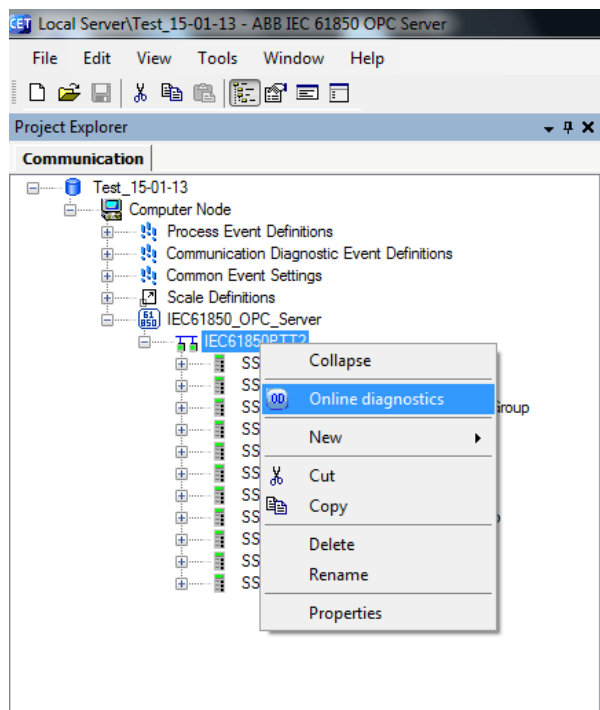 CET Local Server\Test_15-01-13 - ABB IEC 61850 OPC Server
File Edit View Tools Window Help
Project Explorer
Communication
Test_15-01-13
Computer Node
Process Event Definitions
Communication Diagnostic Event Definitions
Common Event Settings
Scale Definitions
61 850 IEC61850_OPC_Server
IEC61850PTT2
SS
SS
SS
SS
SS
SS
SS
SS
SS
SS
SS
Collapse
OD Online diagnostics
New
Cut
Copy
Delete
Rename
Properties